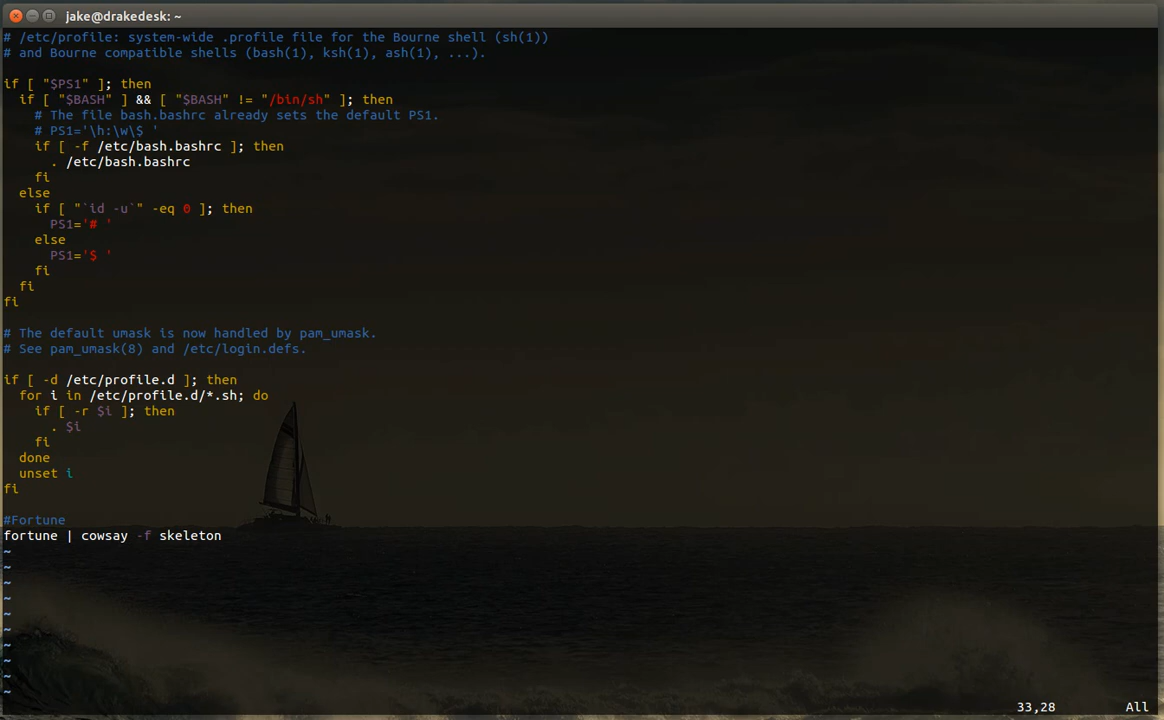 jake@drakedesk: ~
# /etc/profile: system-wide .profile file for the Bourne shell (sh(1))
# and Bourne compatible shells (bash(1), ksh(1), ash(1), ...).

if [ "$PS1" ]; then
  if [ "$BASH" ] && [ "$BASH" != "/bin/sh" ]; then
    # The file bash.bashrc already sets the default PS1.
    # PS1='\h:\w\$ '
    if [ -f /etc/bash.bashrc ]; then
      . /etc/bash.bashrc
    fi
  else
    if [ "`id -u`" -eq 0 ]; then
      PS1='# '
    else
      PS1='$ '
    fi
  fi
fi

# The default umask is now handled by pam_umask.
# See pam_umask(8) and /etc/login.defs.

if [ -d /etc/profile.d ]; then
  for i in /etc/profile.d/*.sh; do
    if [ -r $i ]; then
      . $i
    fi
  done
  unset i
fi

#Fortune
fortune | cowsay -f skeleton
~
~
~
~
~
~
~
~
~
~
33,28 All